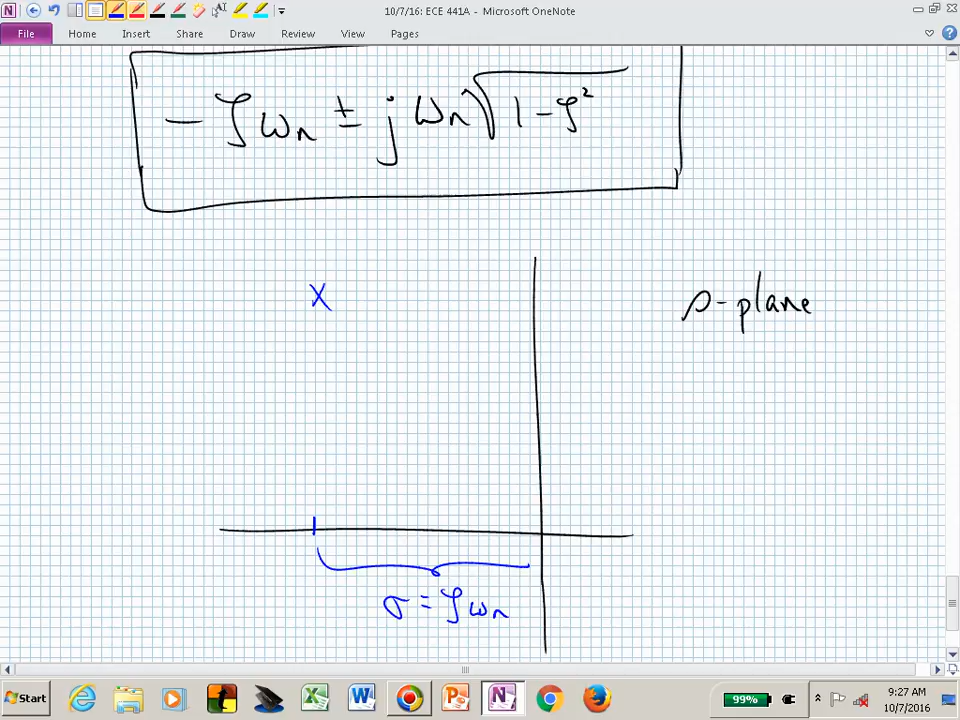 10/7/16: ECE 441A - Microsoft OneNote
File Home Insert Share Draw Review View Pages
- ζωn ± jωn√1-ζ²
X
s-plane
σ = ζωn
Start
99%
9:27 AM
10/7/2016